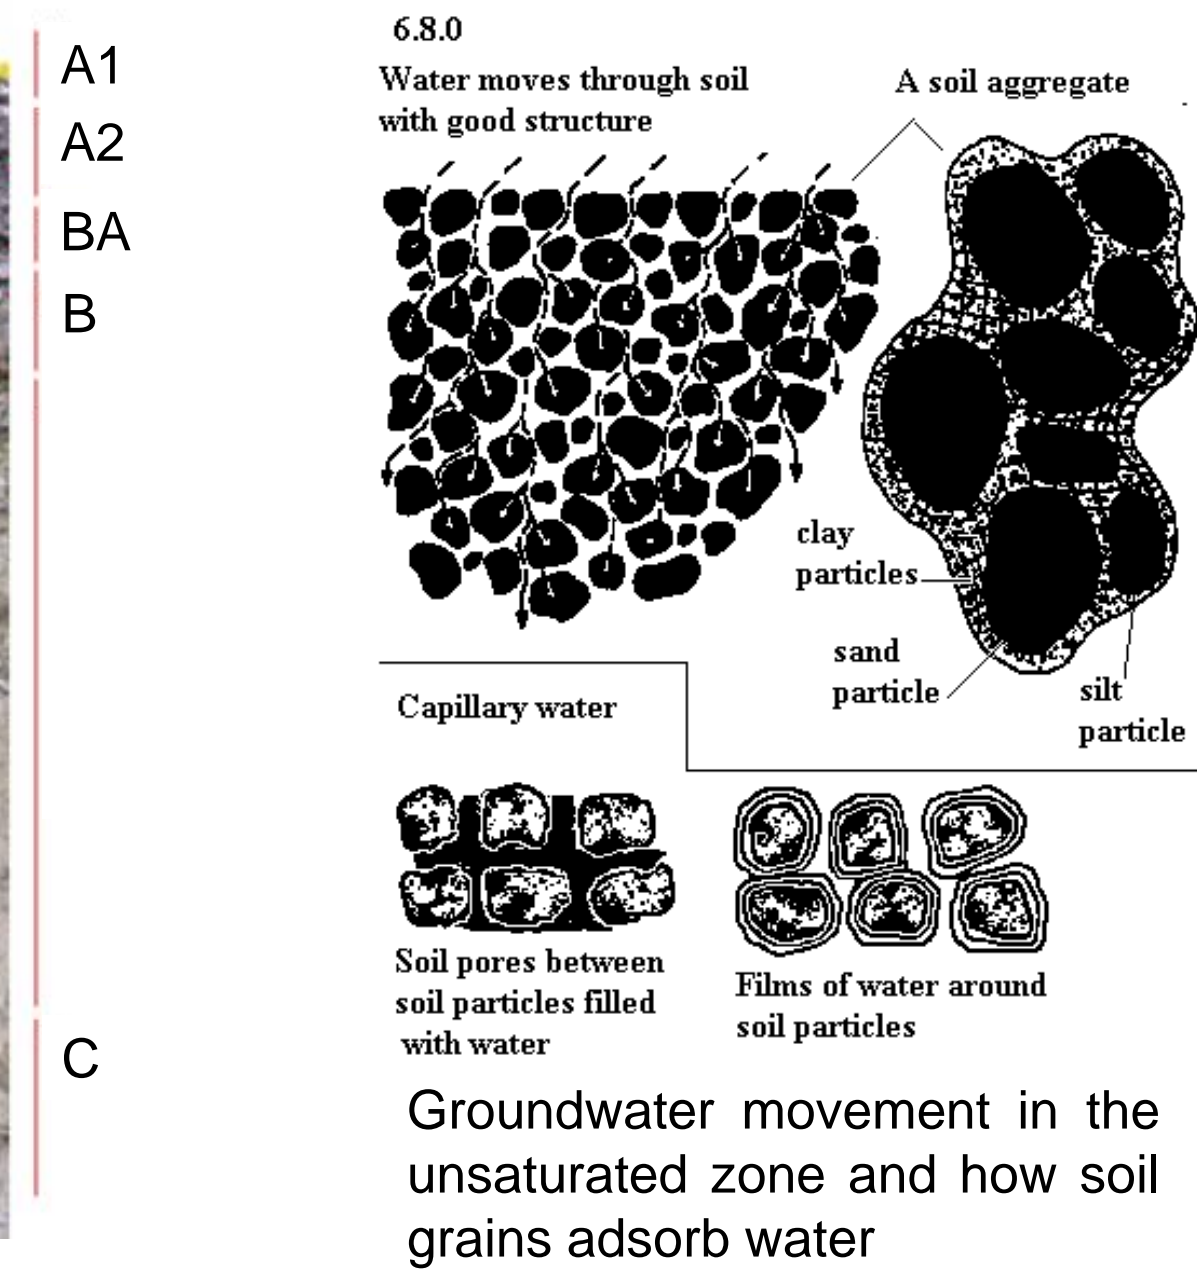 A1
A2
BA
B
C
6.8.0
Water moves through soil
with good structure
A soil aggregate
clay
particles
sand
particle
silt
particle
Capillary water
Soil pores between
soil particles filled
with water
Films of water around
soil particles
Groundwater movement in the
unsaturated zone and how soil
grains adsorb water